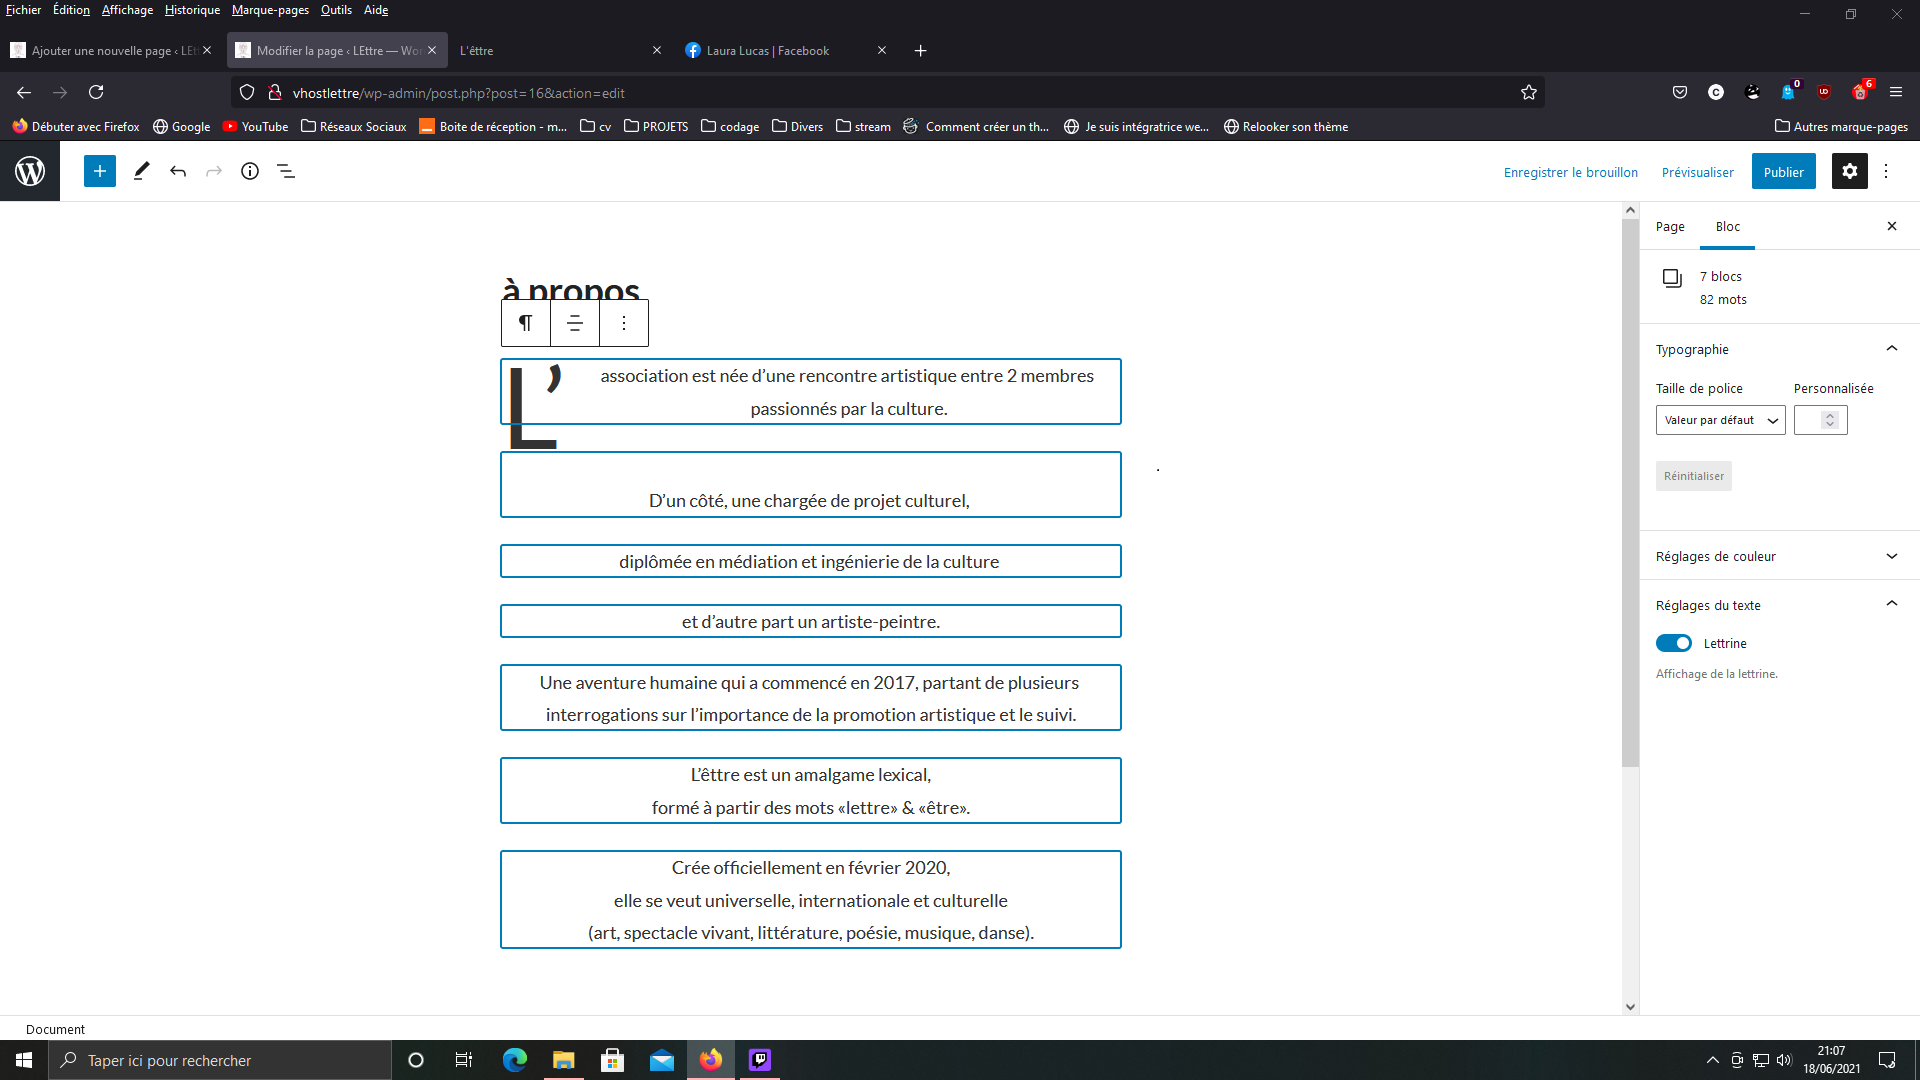 Fichier Édition Affichage Historique Marque-pages Outils Aide
Ajouter une nouvelle page ‹ LEt
Modifier la page ‹ LEttre — Wor
L'êttre
Laura Lucas | Facebook
vhostlettre/wp-admin/post.php?post=16&action=edit
0
6
Débuter avec Firefox Google YouTube Réseaux Sociaux Boite de réception - m... cv PROJETS codage Divers stream Comment créer un th... Je suis intégratrice we... Relooker son thème Autres marque-pages
Enregistrer le brouillon Prévisualiser Publier
Page Bloc
7 blocs
82 mots
Typographie
Taille de police Personnalisée
Valeur par défaut
Réinitialiser
Réglages de couleur
Réglages du texte
Lettrine
Affichage de la lettrine.
à propos
L’association est née d’une rencontre artistique entre 2 membres
passionnés par la culture.
.
D’un côté, une chargée de projet culturel,
diplômée en médiation et ingénierie de la culture
et d’autre part un artiste-peintre.
Une aventure humaine qui a commencé en 2017, partant de plusieurs
interrogations sur l’importance de la promotion artistique et le suivi.
L’êttre est un amalgame lexical,
formé à partir des mots «lettre» & «être».
Crée officiellement en février 2020,
elle se veut universelle, internationale et culturelle
(art, spectacle vivant, littérature, poésie, musique, danse).
Document
Taper ici pour rechercher
21:07
18/06/2021